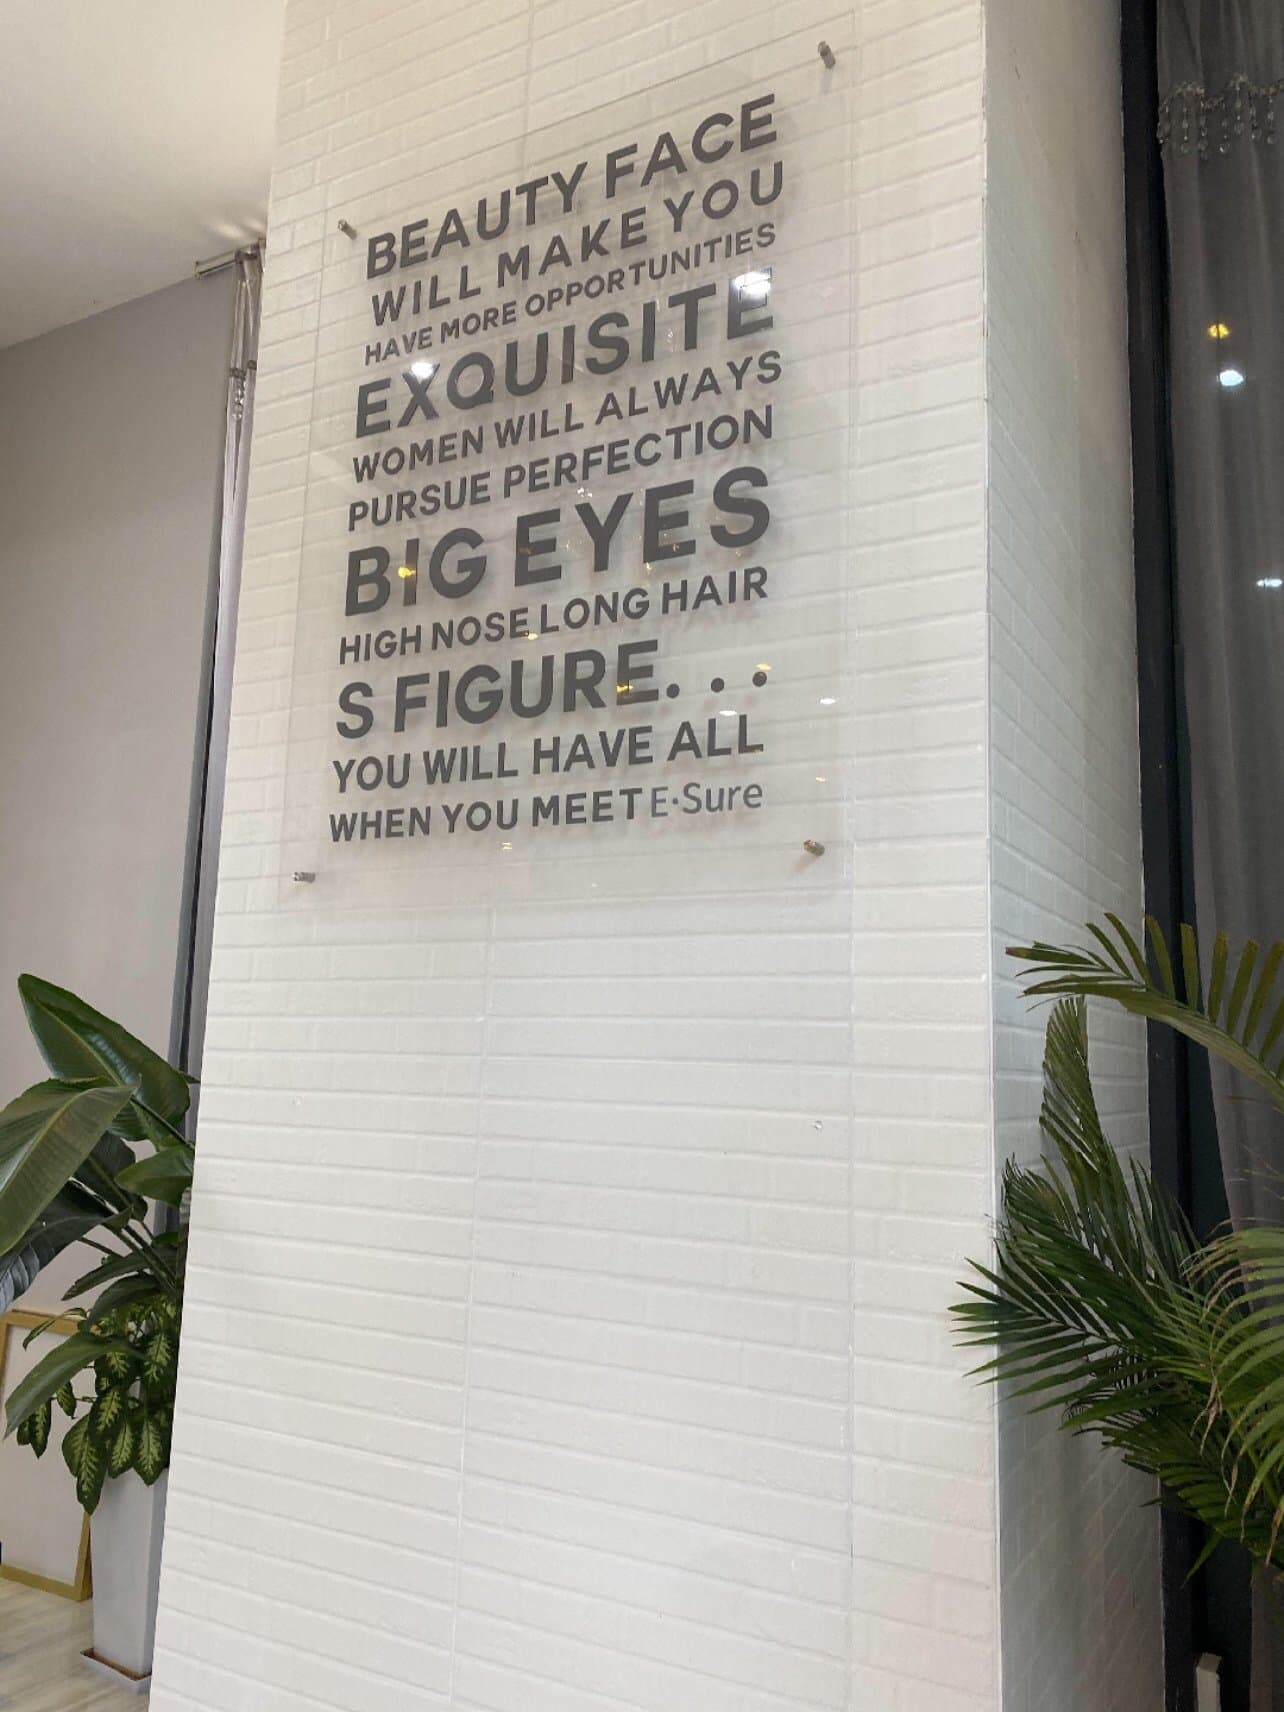 BEAUTY FACE
WILL MAKE YOU
HAVE MORE OPPORTUNITIES
EXQUISITE
WOMEN WILL ALWAYS
PURSUE PERFECTION
BIG EYES
HIGH NOSE LONG HAIR
S FIGURE...
YOU WILL HAVE ALL
WHEN YOU MEET E·Sure